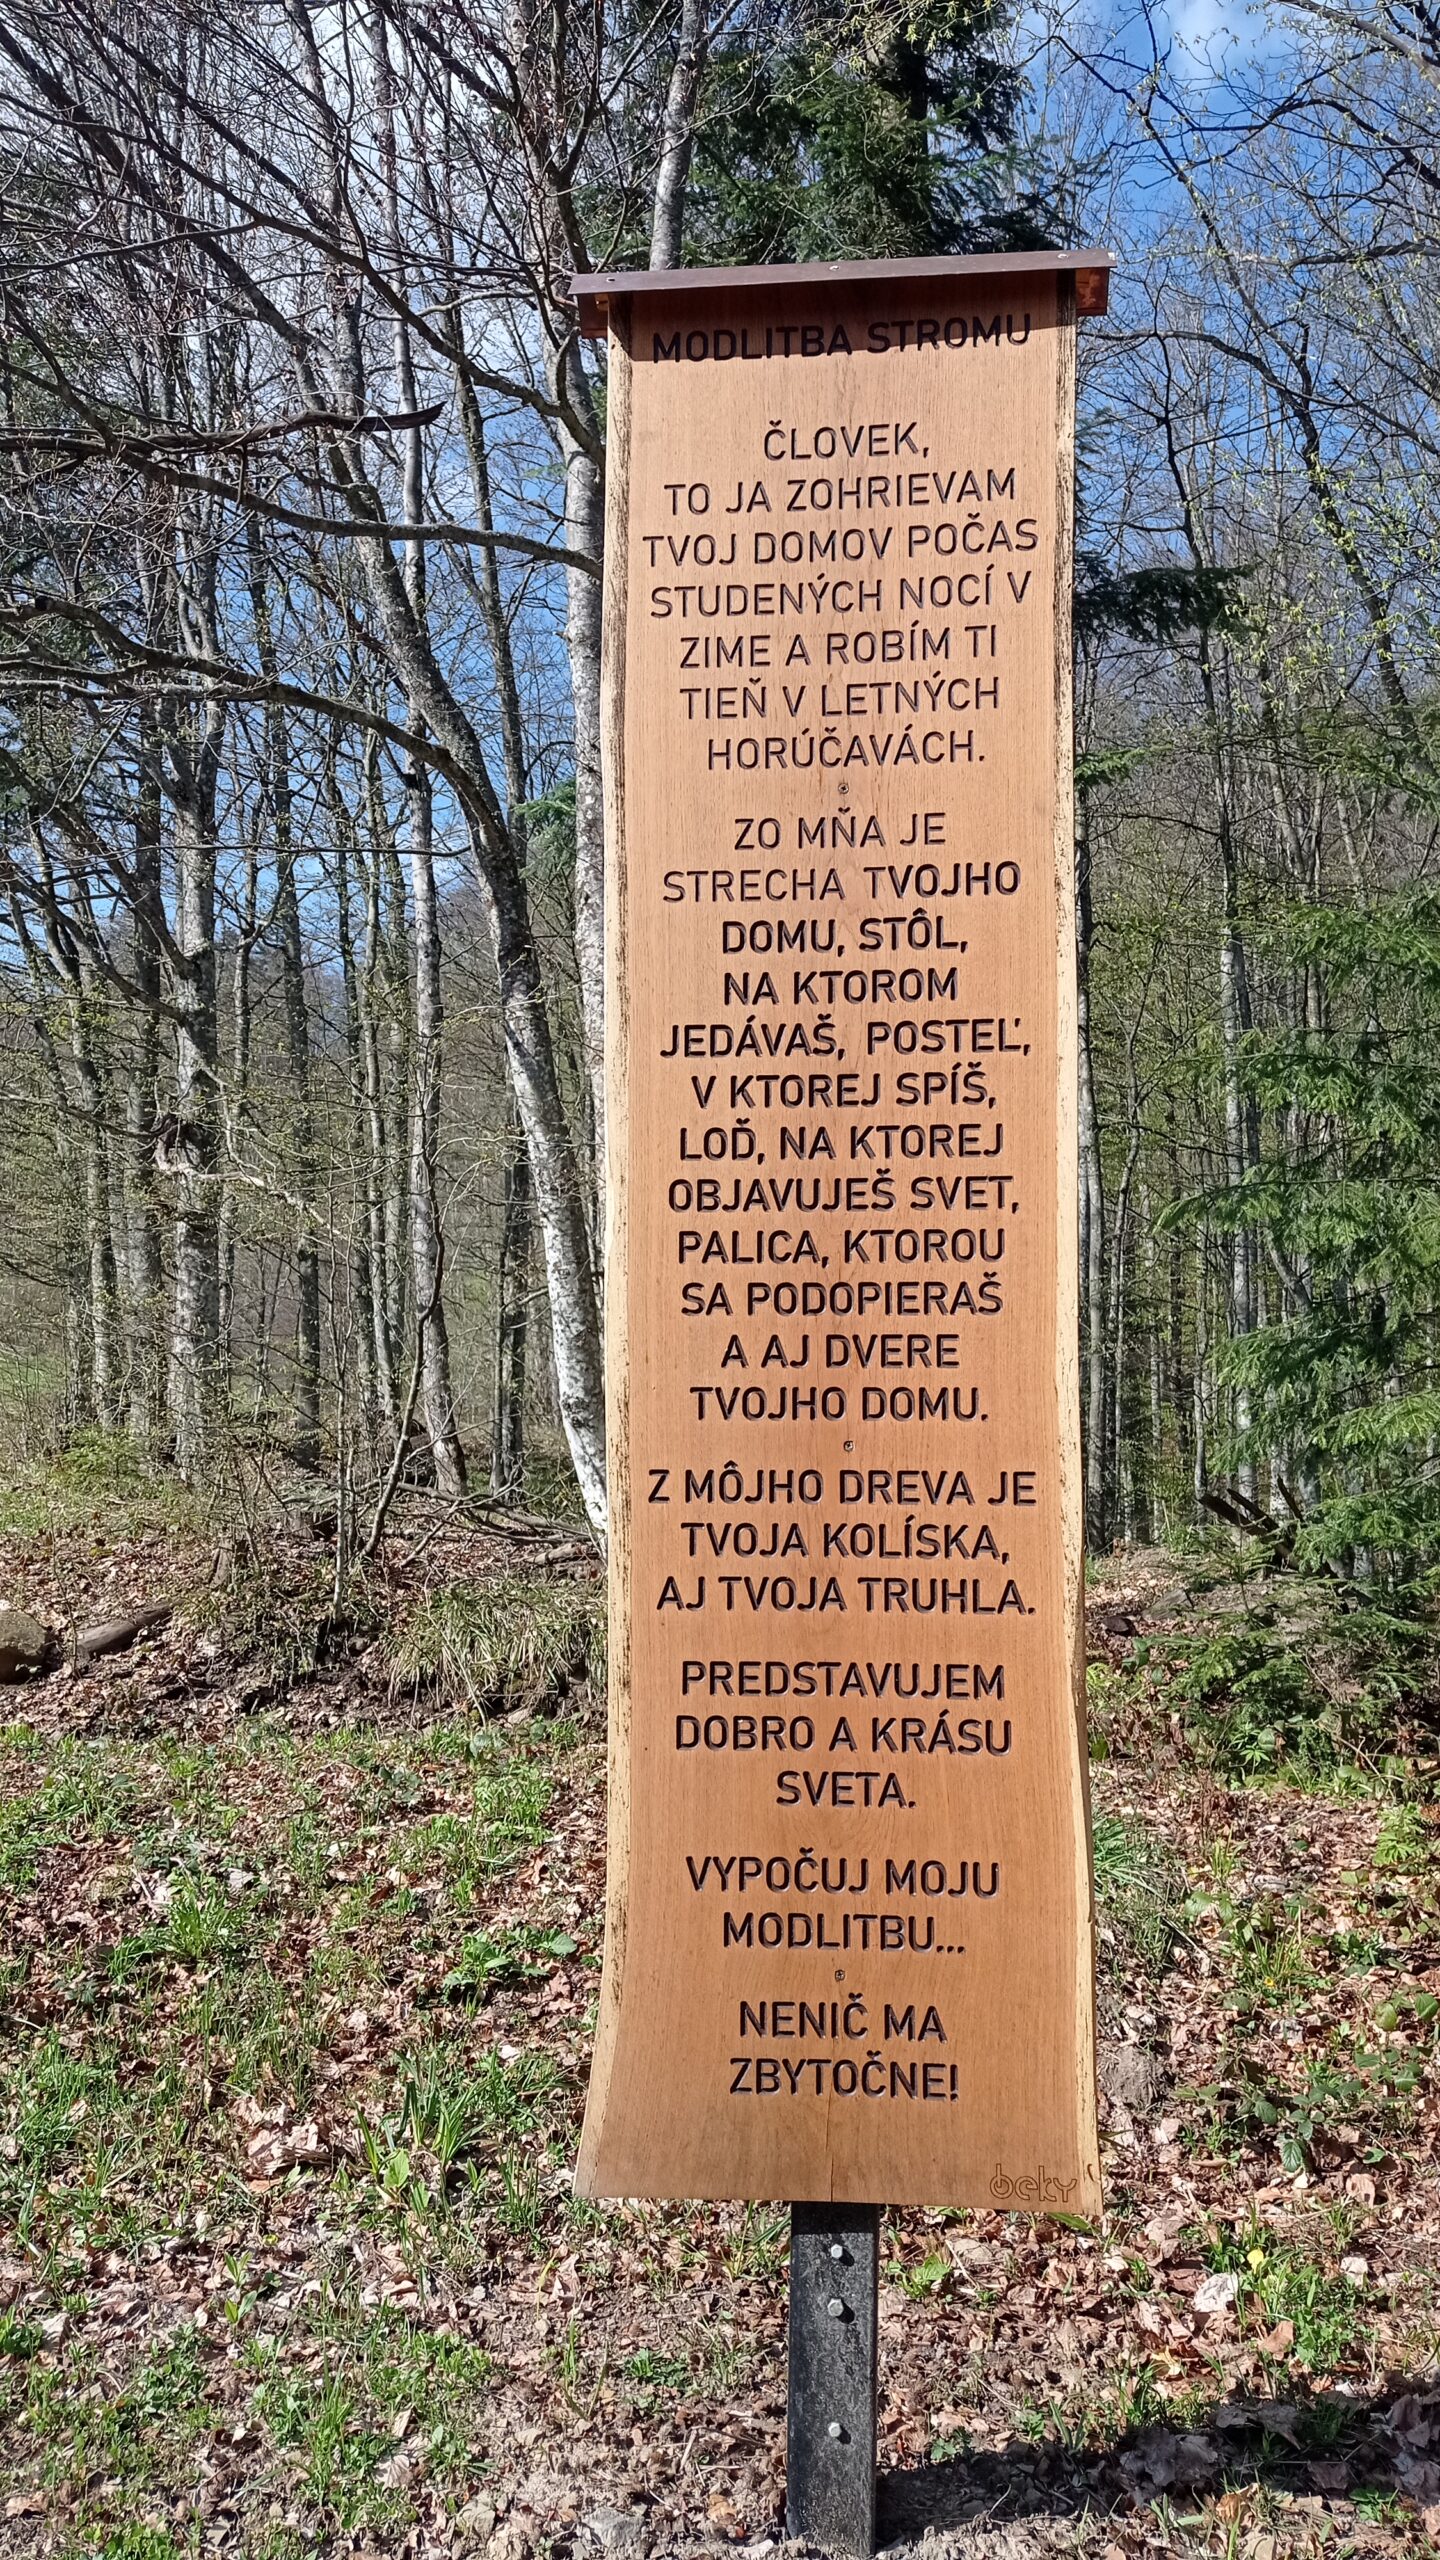 MODLITBA STROMU
ČLOVEK,
TO JA ZOHRIEVAM
TVOJ DOMOV POČAS
STUDENÝCH NOCÍ V
ZIME A ROBÍM TI
TIEŇ V LETNÝCH
HORÚČAVÁCH.
ZO MŇA JE
STRECHA TVOJHO
DOMU, STÔL,
NA KTOROM
JEDÁVAŠ, POSTEĽ,
V KTOREJ SPÍŠ,
LOĎ, NA KTOREJ
OBJAVUJEŠ SVET,
PALICA, KTOROU
SA PODOPIERAŠ
A AJ DVERE
TVOJHO DOMU.
Z MÔJHO DREVA JE
TVOJA KOLÍSKA,
AJ TVOJA TRUHLA.
PREDSTAVUJEM
DOBRO A KRÁSU
SVETA.
VYPOČUJ MOJU
MODLITBU...
NENIČ MA
ZBYTOČNE!
beky